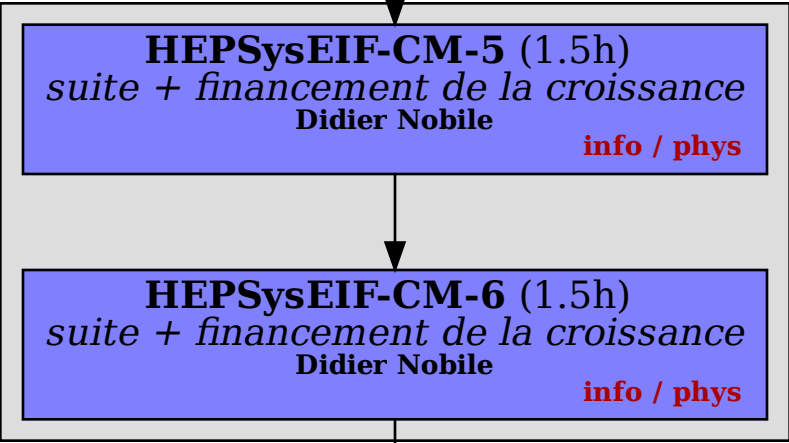 HEPSysEIF-CM-5 (1.5h)
suite + financement de la croissance
Didier Nobile
info / phys
HEPSysEIF-CM-6 (1.5h)
suite + financement de la croissance
Didier Nobile
info / phys